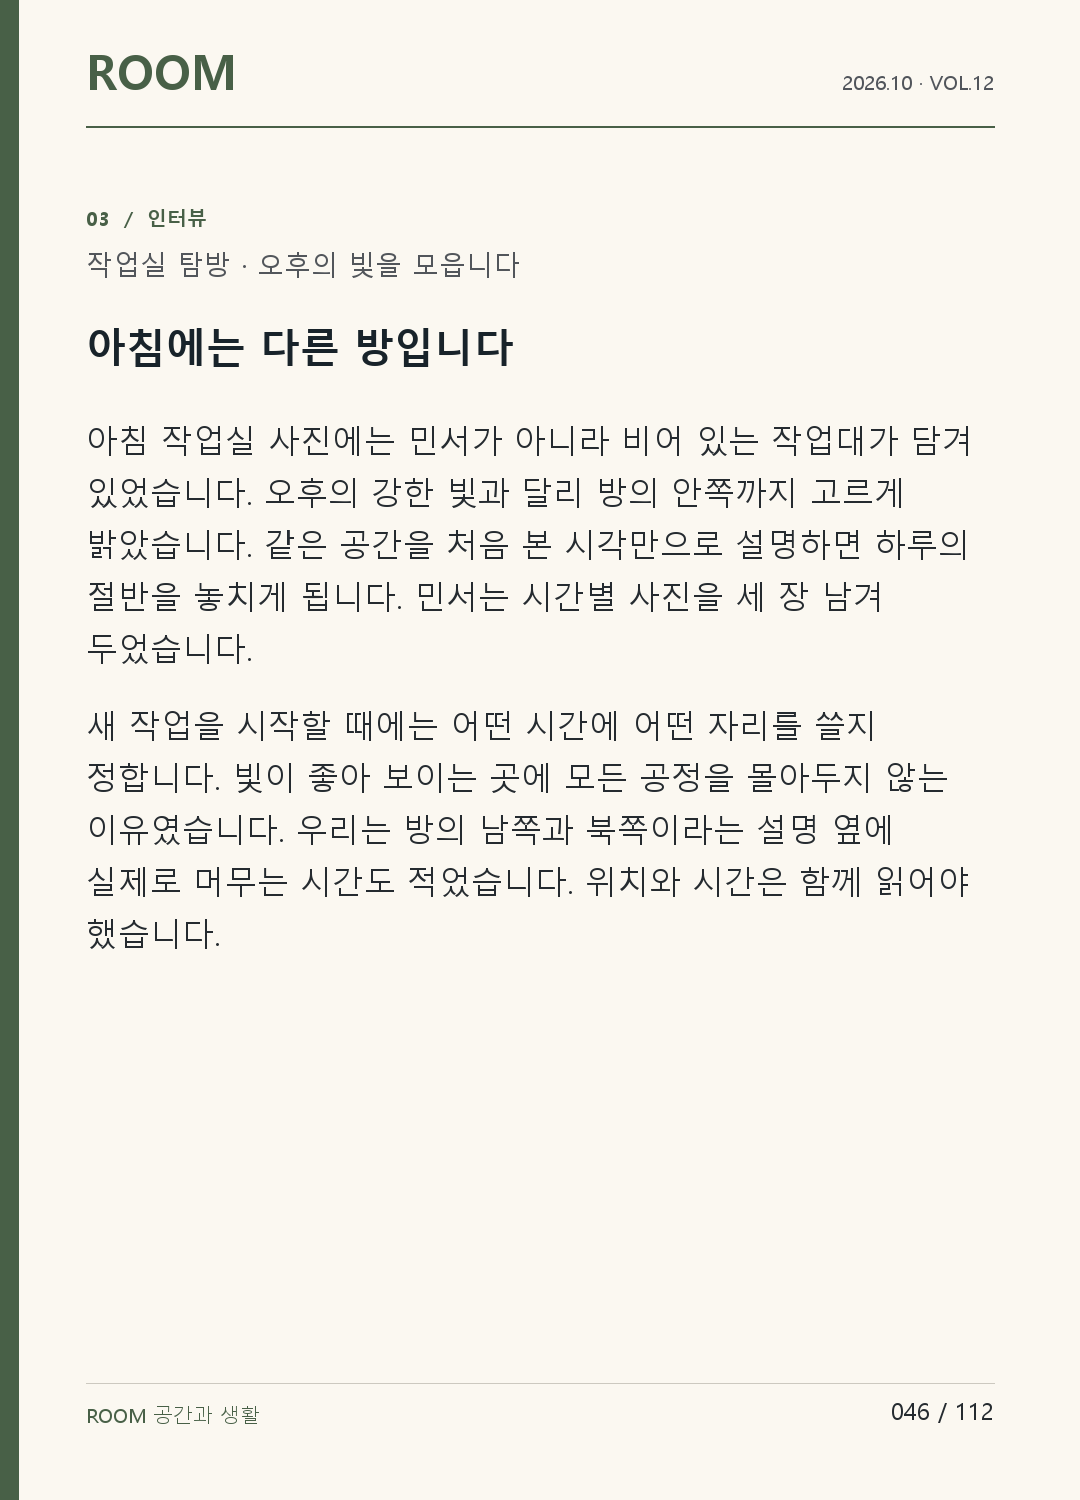 ROOM
2026.10 · VOL.12
03 / 인터뷰
작업실 탐방 · 오후의 빛을 모읍니다
아침에는 다른 방입니다
아침 작업실 사진에는 민서가 아니라 비어 있는 작업대가 담겨
있었습니다. 오후의 강한 빛과 달리 방의 안쪽까지 고르게
밝았습니다. 같은 공간을 처음 본 시각만으로 설명하면 하루의
절반을 놓치게 됩니다. 민서는 시간별 사진을 세 장 남겨
두었습니다.
새 작업을 시작할 때에는 어떤 시간에 어떤 자리를 쓸지
정합니다. 빛이 좋아 보이는 곳에 모든 공정을 몰아두지 않는
이유였습니다. 우리는 방의 남쪽과 북쪽이라는 설명 옆에
실제로 머무는 시간도 적었습니다. 위치와 시간은 함께 읽어야
했습니다.
ROOM 공간과 생활
046 / 112